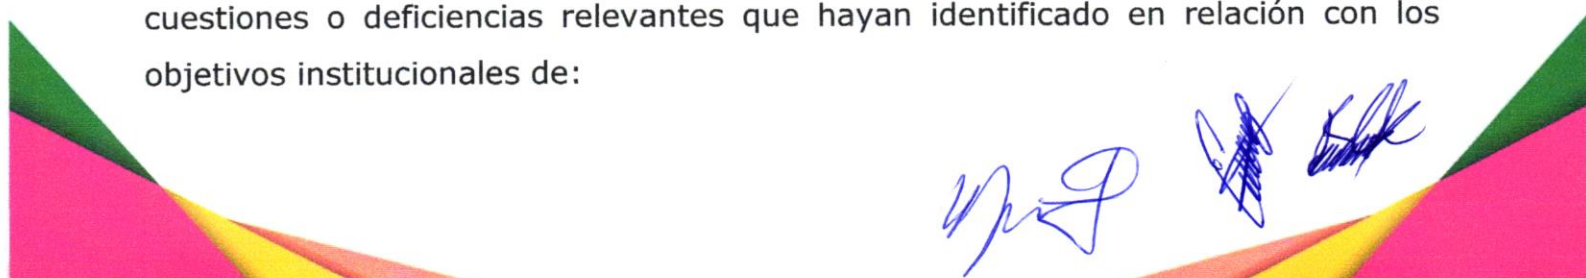 cuestiones o deficiencias relevantes que hayan identificado en relación con los
objetivos institucionales de: